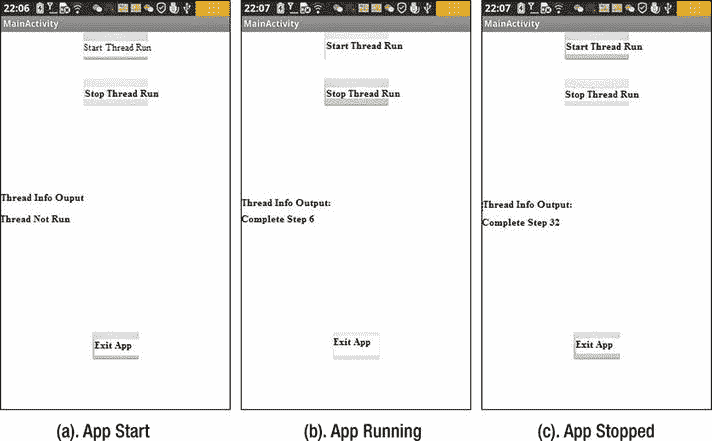 22:06
MainActivity
Start Thread Run
Stop Thread Run
Thread Info Ouput
Thread Not Run
Exit App
(a). App Start
22:07
MainActivity
Start Thread Run
Stop Thread Run
Thread Info Output:
Complete Step 6
Exit App
(b). App Running
22:07
MainActivity
Start Thread Run
Stop Thread Run
Thread Info Output:
Complete Step 32
Exit App
(c). App Stopped